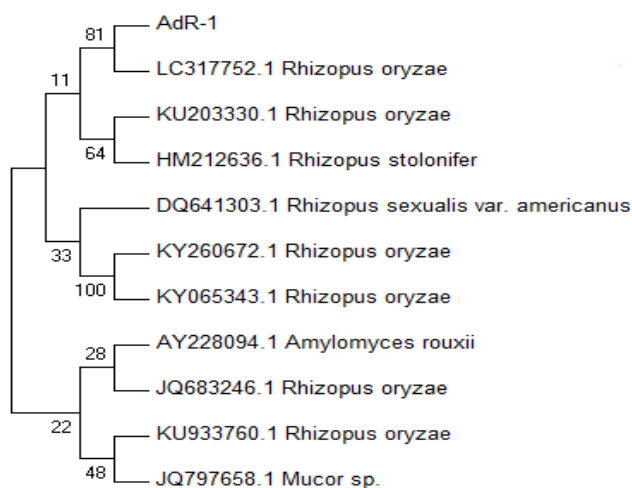 AdR-1
81
LC317752.1 Rhizopus oryzae
11
KU203330.1 Rhizopus oryzae
64
HM212636.1 Rhizopus stolonifer
DQ641303.1 Rhizopus sexualis var. americanus
33
KY260672.1 Rhizopus oryzae
100
KY065343.1 Rhizopus oryzae
AY228094.1 Amylomyces rouxii
28
JQ683246.1 Rhizopus oryzae
22
KU933760.1 Rhizopus oryzae
48
JQ797658.1 Mucor sp.